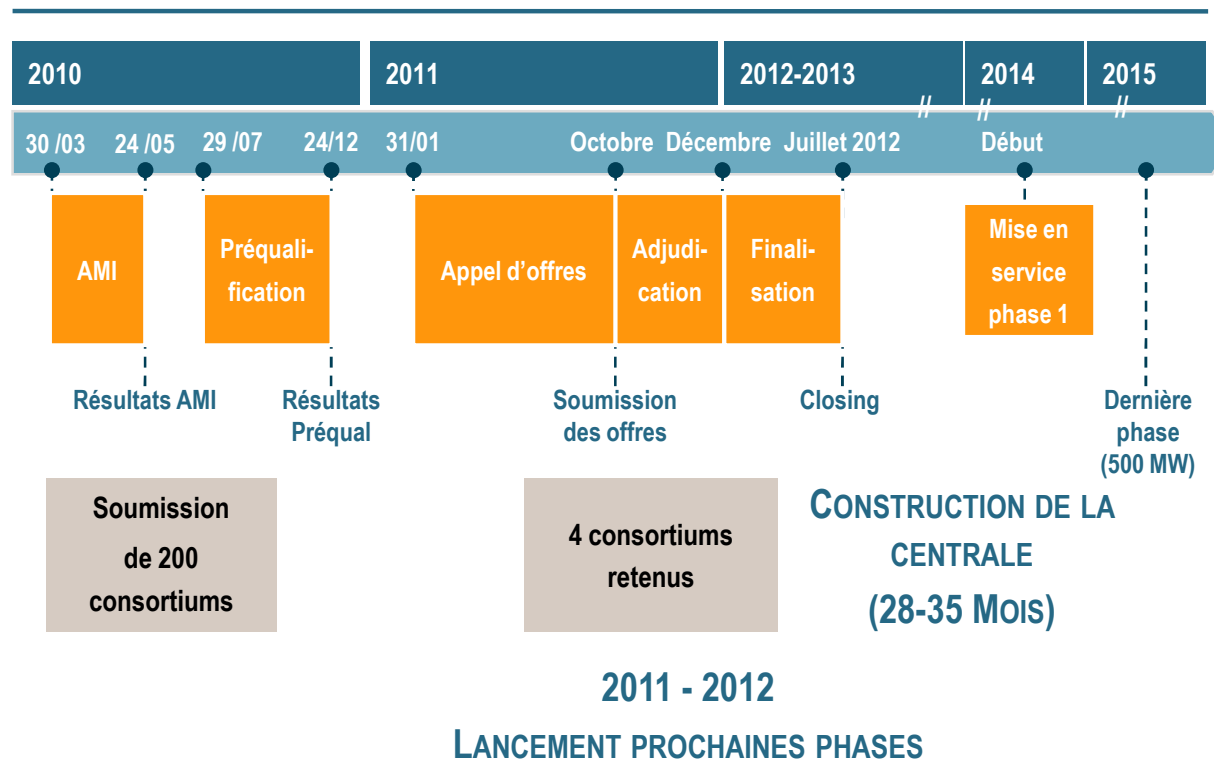 2010
2011
2012-2013
2014
2015
//
//
//
30 /03
24 /05
29 /07
24/12
31/01
Octobre
Décembre
Juillet 2012
Début
AMI
Préquali-
fication
Appel d’offres
Adjudi-
cation
Finali-
sation
Mise en
service
phase 1
Résultats AMI
Résultats
Préqual
Soumission
des offres
Closing
Dernière
phase
(500 MW)
Soumission
de 200
consortiums
4 consortiums
retenus
CONSTRUCTION DE LA
CENTRALE
(28-35 MOIS)
2011 - 2012
LANCEMENT PROCHAINES PHASES